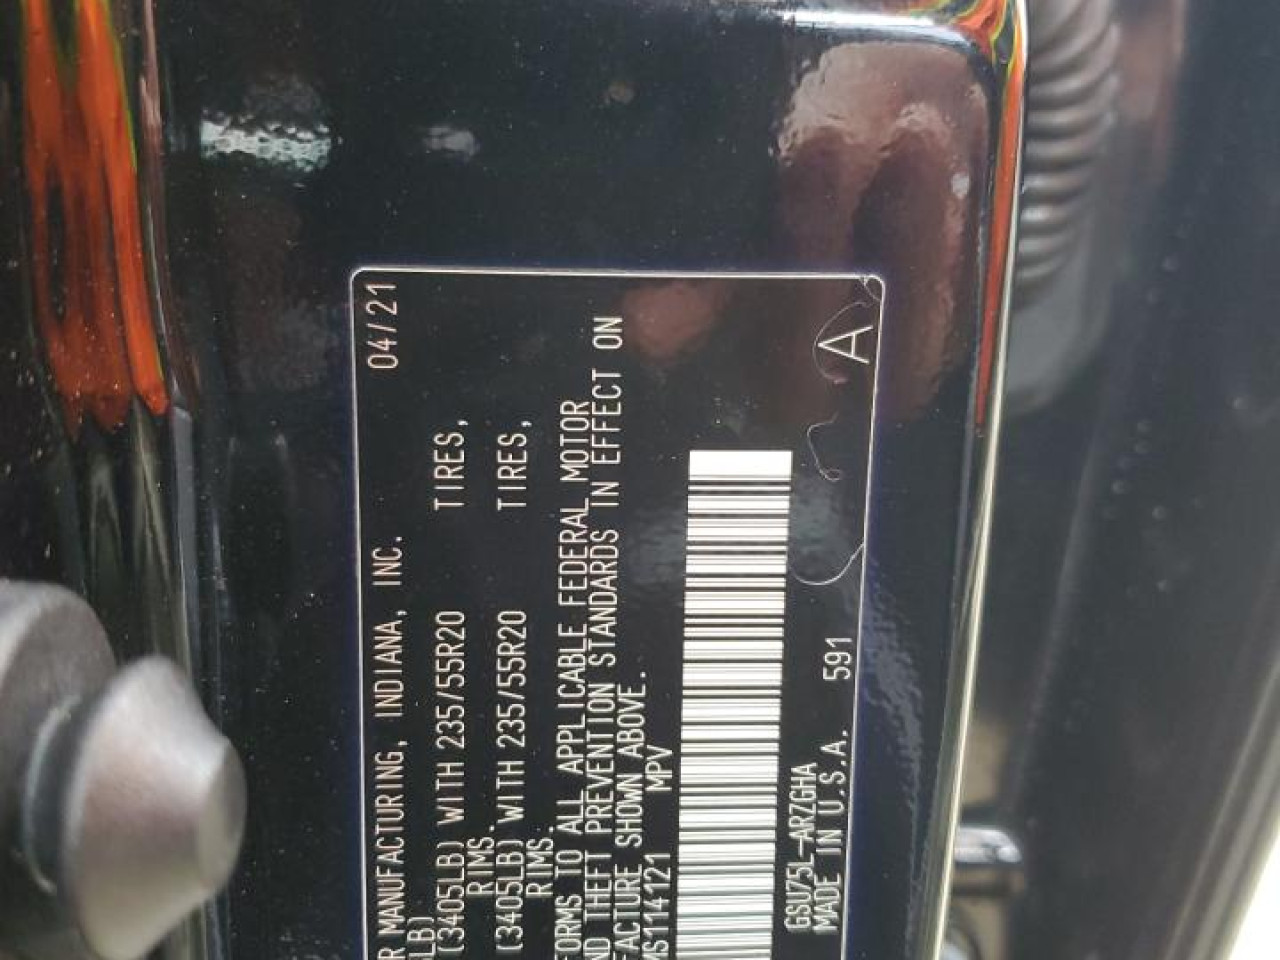 R MANUFACTURING, INDIANA, INC. 04/21
LB)
(3405LB) WITH 235/55R20 TIRES,
RIMS.
(3405LB) WITH 235/55R20 TIRES,
RIMS.
FORMS TO ALL APPLICABLE FEDERAL MOTOR
ND THEFT PREVENTION STANDARDS IN EFFECT ON
FACTURE SHOWN ABOVE.
MS114121 MPV
GSU75L-ARZGHA
MADE IN U.S.A. 591 A